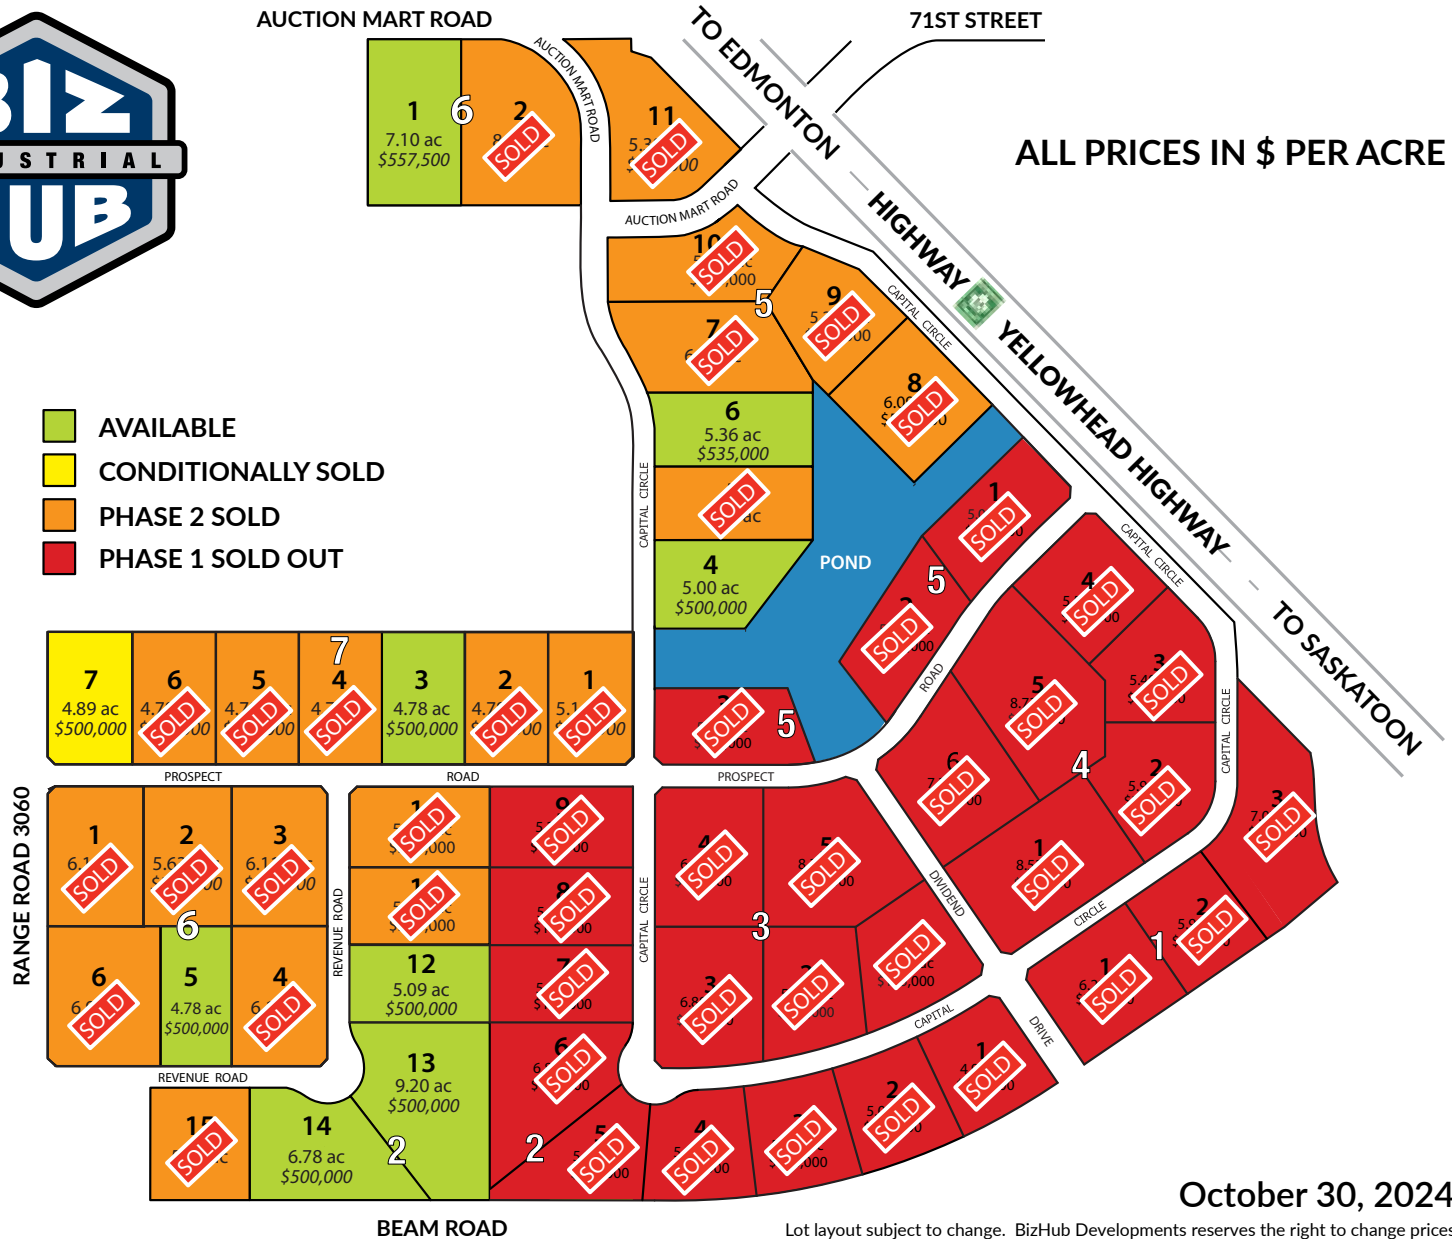 AUCTION MART ROAD
71ST STREET
TO EDMONTON
HIGHWAY
YELLOWHEAD HIGHWAY
TO SASKATOON
ALL PRICES IN $ PER ACRE
BIZ
USTRIAL
UB
AUCTION MART ROAD
AUCTION MART ROAD
CAPITAL CIRCLE
1
7.10 ac
$557,500
6
2
SOLD
11
SOLD
10
SOLD
5
9
SOLD
7
SOLD
8
SOLD
6
5.36 ac
$535,000
SOLD
ac
4
5.00 ac
$500,000
POND
CAPITAL CIRCLE
AVAILABLE
CONDITIONALLY SOLD
PHASE 2 SOLD
PHASE 1 SOLD OUT
1
SOLD
5
SOLD
SOLD
5
7
7
4.89 ac
$500,000
6
SOLD
5
SOLD
4
SOLD
3
4.78 ac
$500,000
2
SOLD
1
SOLD
PROSPECT
ROAD
PROSPECT
ROAD
CAPITAL CIRCLE
CAPITAL CIRCLE
4
SOLD
3
SOLD
5
SOLD
6
SOLD
4
2
SOLD
1
SOLD
3
SOLD
RANGE ROAD 3060
1
SOLD
2
SOLD
3
SOLD
6
6
SOLD
5
4.78 ac
$500,000
4
SOLD
REVENUE ROAD
REVENUE ROAD
SOLD
SOLD
12
5.09 ac
$500,000
13
9.20 ac
$500,000
14
6.78 ac
$500,000
15
SOLD
2
9
SOLD
8
SOLD
7
SOLD
6
SOLD
2
5
SOLD
4
SOLD
SOLD
2
SOLD
1
SOLD
CAPITAL CIRCLE
4
SOLD
5
SOLD
3
3
SOLD
SOLD
SOLD
DIVIDEND
DRIVE
CAPITAL
CIRCLE
1
SOLD
1
2
SOLD
BEAM ROAD
October 30, 2024
Lot layout subject to change. BizHub Developments reserves the right to change prices